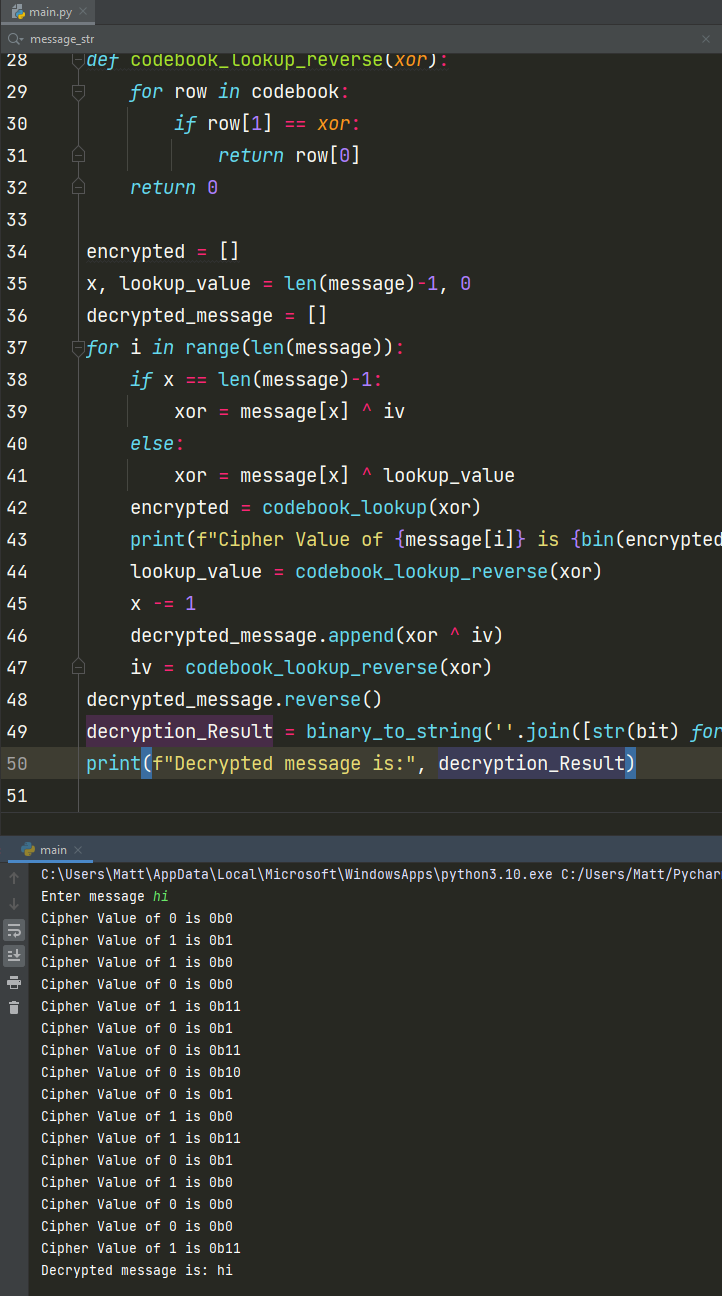 main.py
message_str
28 def codebook_lookup_reverse(xor):
29 for row in codebook:
30 if row[1] == xor:
31 return row[0]
32 return 0
33
34 encrypted = []
35 x, lookup_value = len(message)-1, 0
36 decrypted_message = []
37 for i in range(len(message)):
38 if x == len(message)-1:
39 xor = message[x] ^ iv
40 else:
41 xor = message[x] ^ lookup_value
42 encrypted = codebook_lookup(xor)
43 print(f"Cipher Value of {message[i]} is {bin(encrypted
44 lookup_value = codebook_lookup_reverse(xor)
45 x -= 1
46 decrypted_message.append(xor ^ iv)
47 iv = codebook_lookup_reverse(xor)
48 decrypted_message.reverse()
49 decryption_Result = binary_to_string(''.join([str(bit) for
50 print(f"Decrypted message is:", decryption_Result)
51
main
C:\Users\Matt\AppData\Local\Microsoft\WindowsApps\python3.10.exe C:/Users/Matt/Pychar
Enter message hi
Cipher Value of 0 is 0b0
Cipher Value of 1 is 0b1
Cipher Value of 1 is 0b0
Cipher Value of 0 is 0b0
Cipher Value of 1 is 0b11
Cipher Value of 0 is 0b1
Cipher Value of 0 is 0b11
Cipher Value of 0 is 0b10
Cipher Value of 0 is 0b1
Cipher Value of 1 is 0b0
Cipher Value of 1 is 0b11
Cipher Value of 0 is 0b1
Cipher Value of 1 is 0b0
Cipher Value of 0 is 0b0
Cipher Value of 0 is 0b0
Cipher Value of 1 is 0b11
Decrypted message is: hi